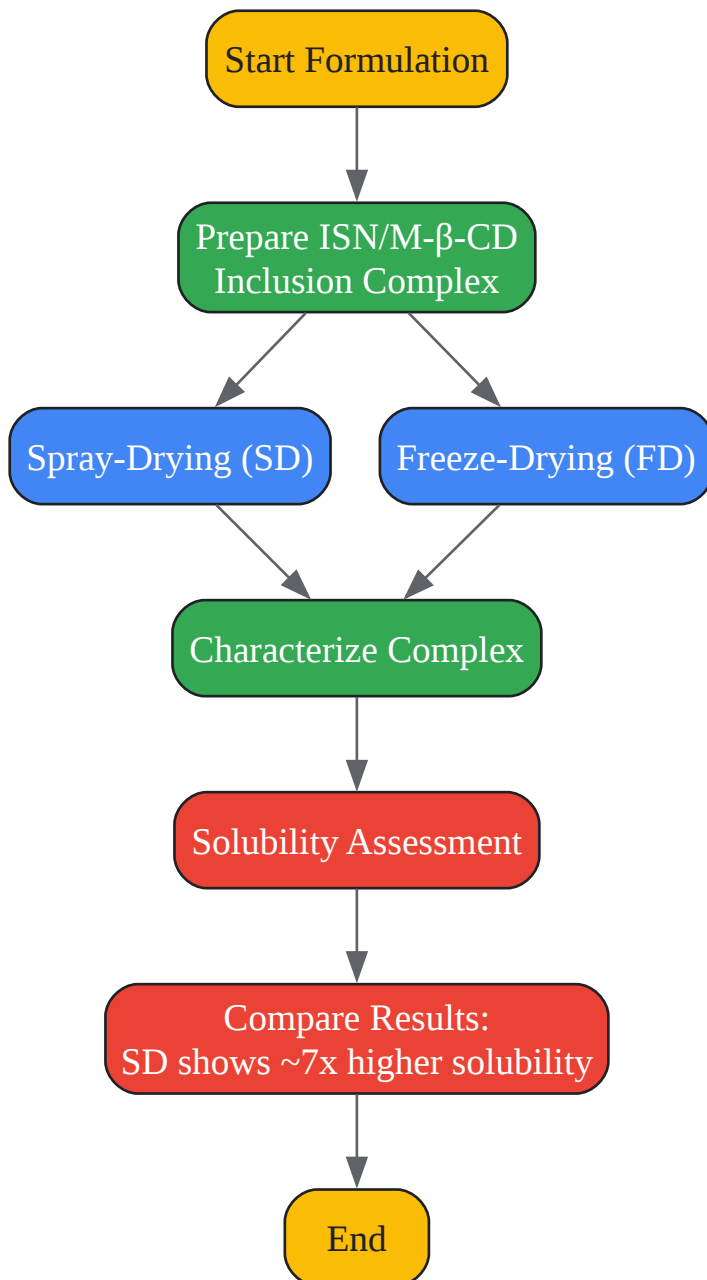 Start Formulation
Prepare ISN/M-β-CD
Inclusion Complex
Spray-Drying (SD)
Freeze-Drying (FD)
Characterize Complex
Solubility Assessment
Compare Results:
SD shows ~7x higher solubility
End